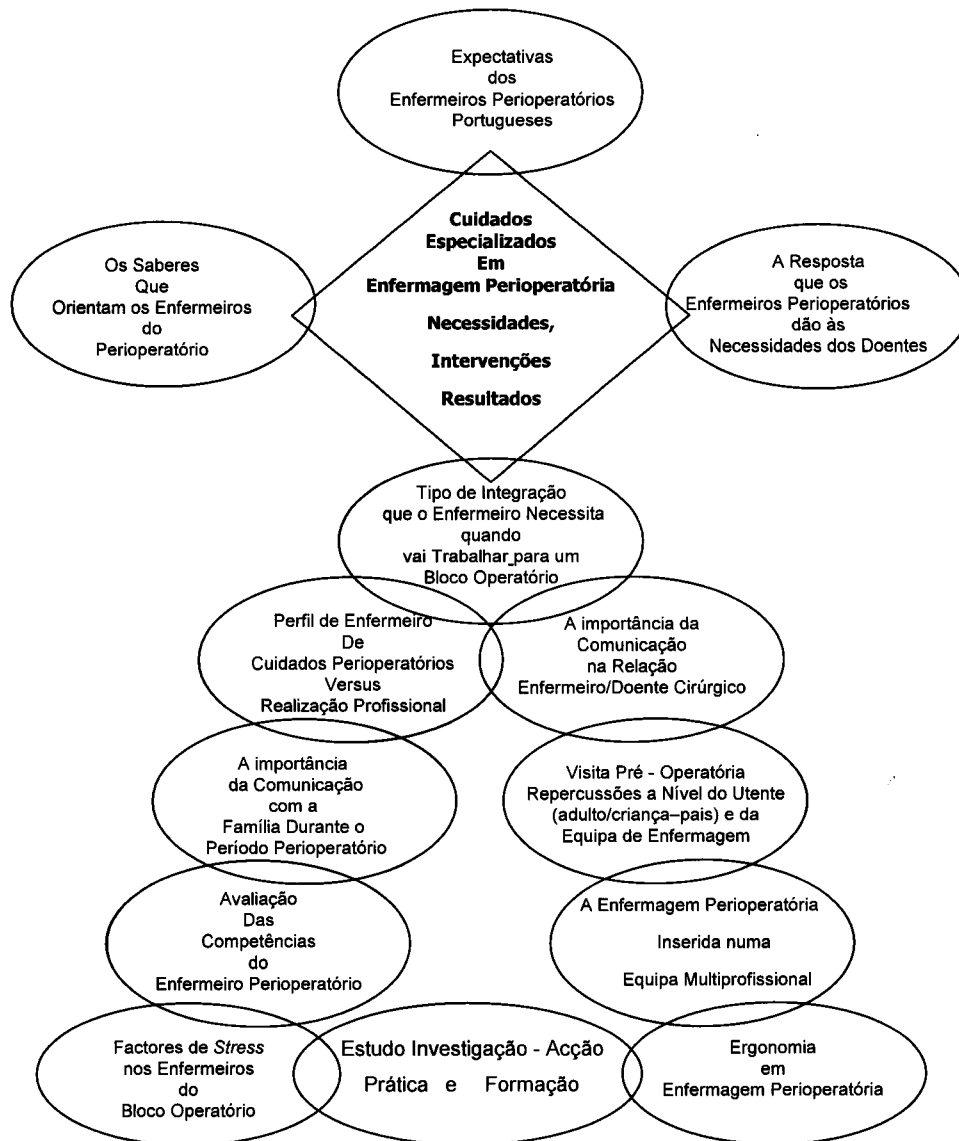 Expectativas
dos
Enfermeiros Perioperatórios
Portugueses
Cuidados
Especializados
Em
Enfermagem Perioperatória
Necessidades,
Intervenções
Resultados
Os Saberes
Que
Orientam os Enfermeiros
do
Perioperatório
A Resposta
que os
Enfermeiros Perioperatórios
dão às
Necessidades dos Doentes
Tipo de Integração
que o Enfermeiro Necessita
quando
vai Trabalhar para um
Bloco Operatório
Perfil de Enfermeiro
De
Cuidados Perioperatórios
Versus
Realização Profissional
A importância da
Comunicação
na Relação
Enfermeiro/Doente Cirúrgico
A importância
da Comunicação
com a
Família Durante o
Período Perioperatório
Visita Pré - Operatória
Repercussões a Nível do Utente
(adulto/criança–pais) e da
Equipa de Enfermagem
Avaliação
Das
Competências
do
Enfermeiro Perioperatório
A Enfermagem Perioperatória
Inserida numa
Equipa Multiprofissional
Factores de Stress
nos Enfermeiros
do
Bloco Operatório
Estudo Investigação - Acção
Prática e Formação
Ergonomia
em
Enfermagem Perioperatória